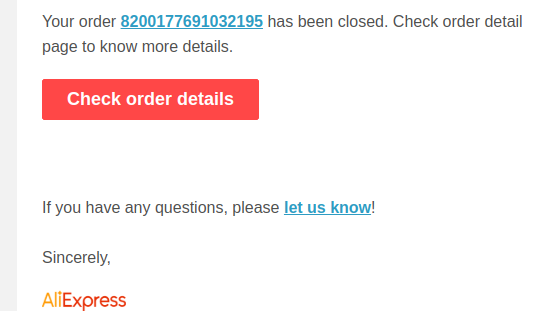 Your order 8200177691032195 has been closed. Check order detail
page to know more details.
Check order details
If you have any questions, please let us know!
Sincerely,
AliExpress